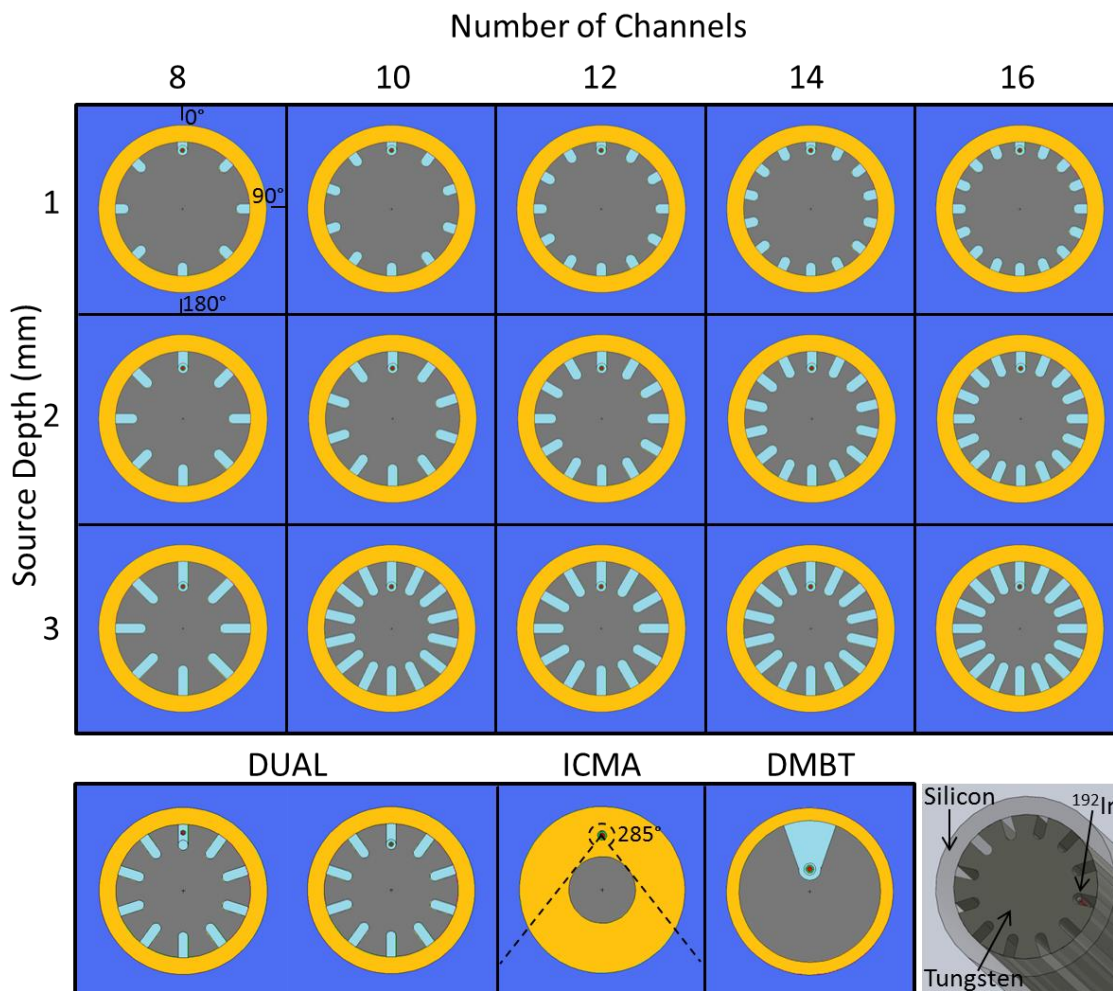 Number of Channels
8 10 12 14 16
0°
90°
180°
Source Depth (mm)
1
2
3
DUAL ICMA DMBT
285°
Silicon
¹⁹²Ir
Tungsten